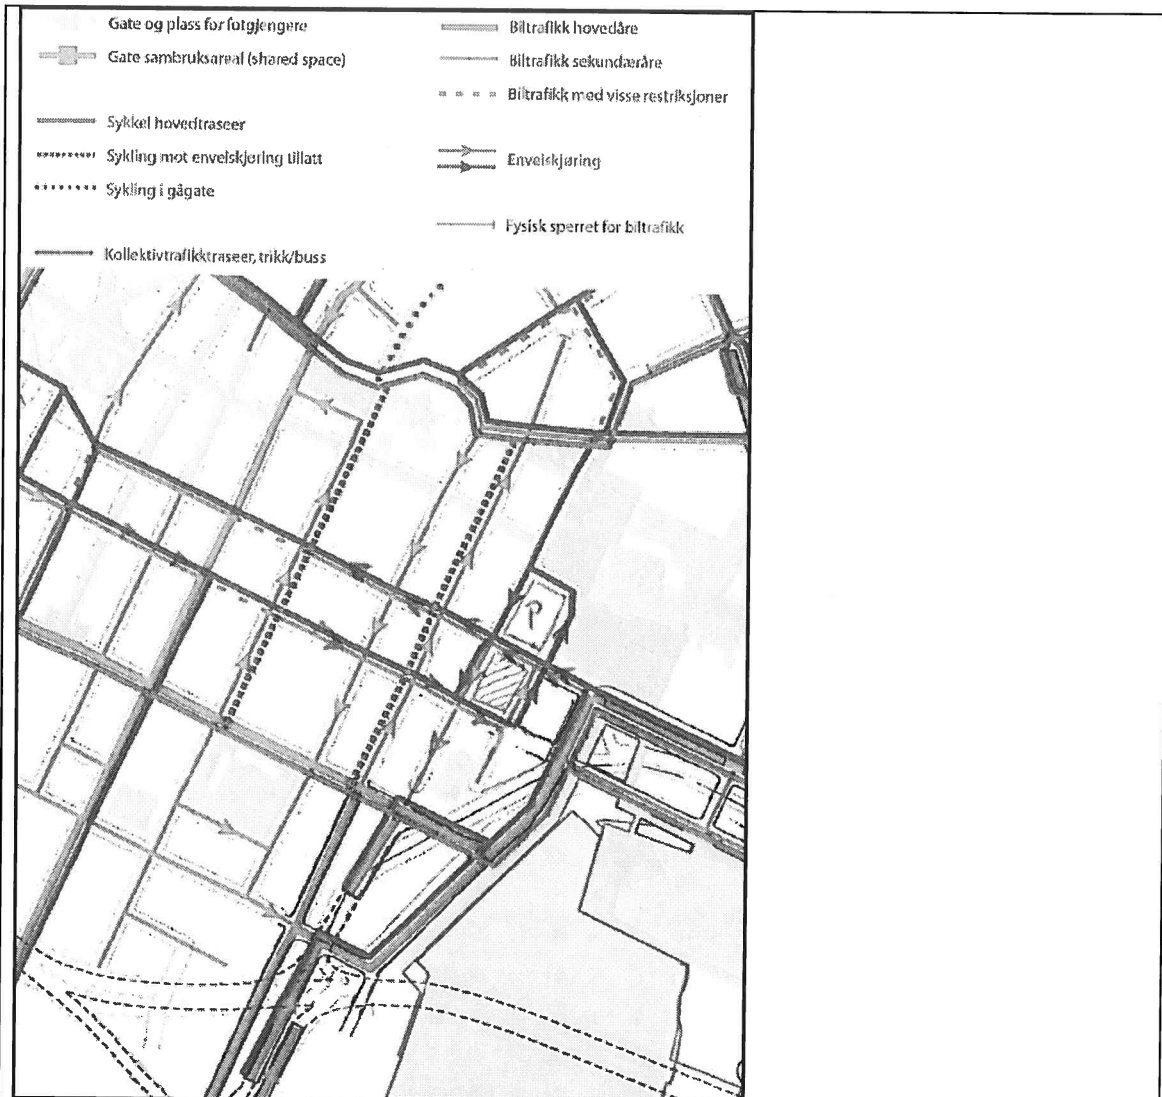 Gate og plass for fotgjengere
Gate sambruksareal (shared space)
Sykkel hovedtraseer
Sykling mot enveiskjøring tillatt
Sykling i gågate
Kollektivtrafikktraseer, trikk/buss
Biltrafikk hovedåre
Biltrafikk sekundæråre
Biltrafikk med visse restriksjoner
Enveiskjøring
Fysisk sperret for biltrafikk
P